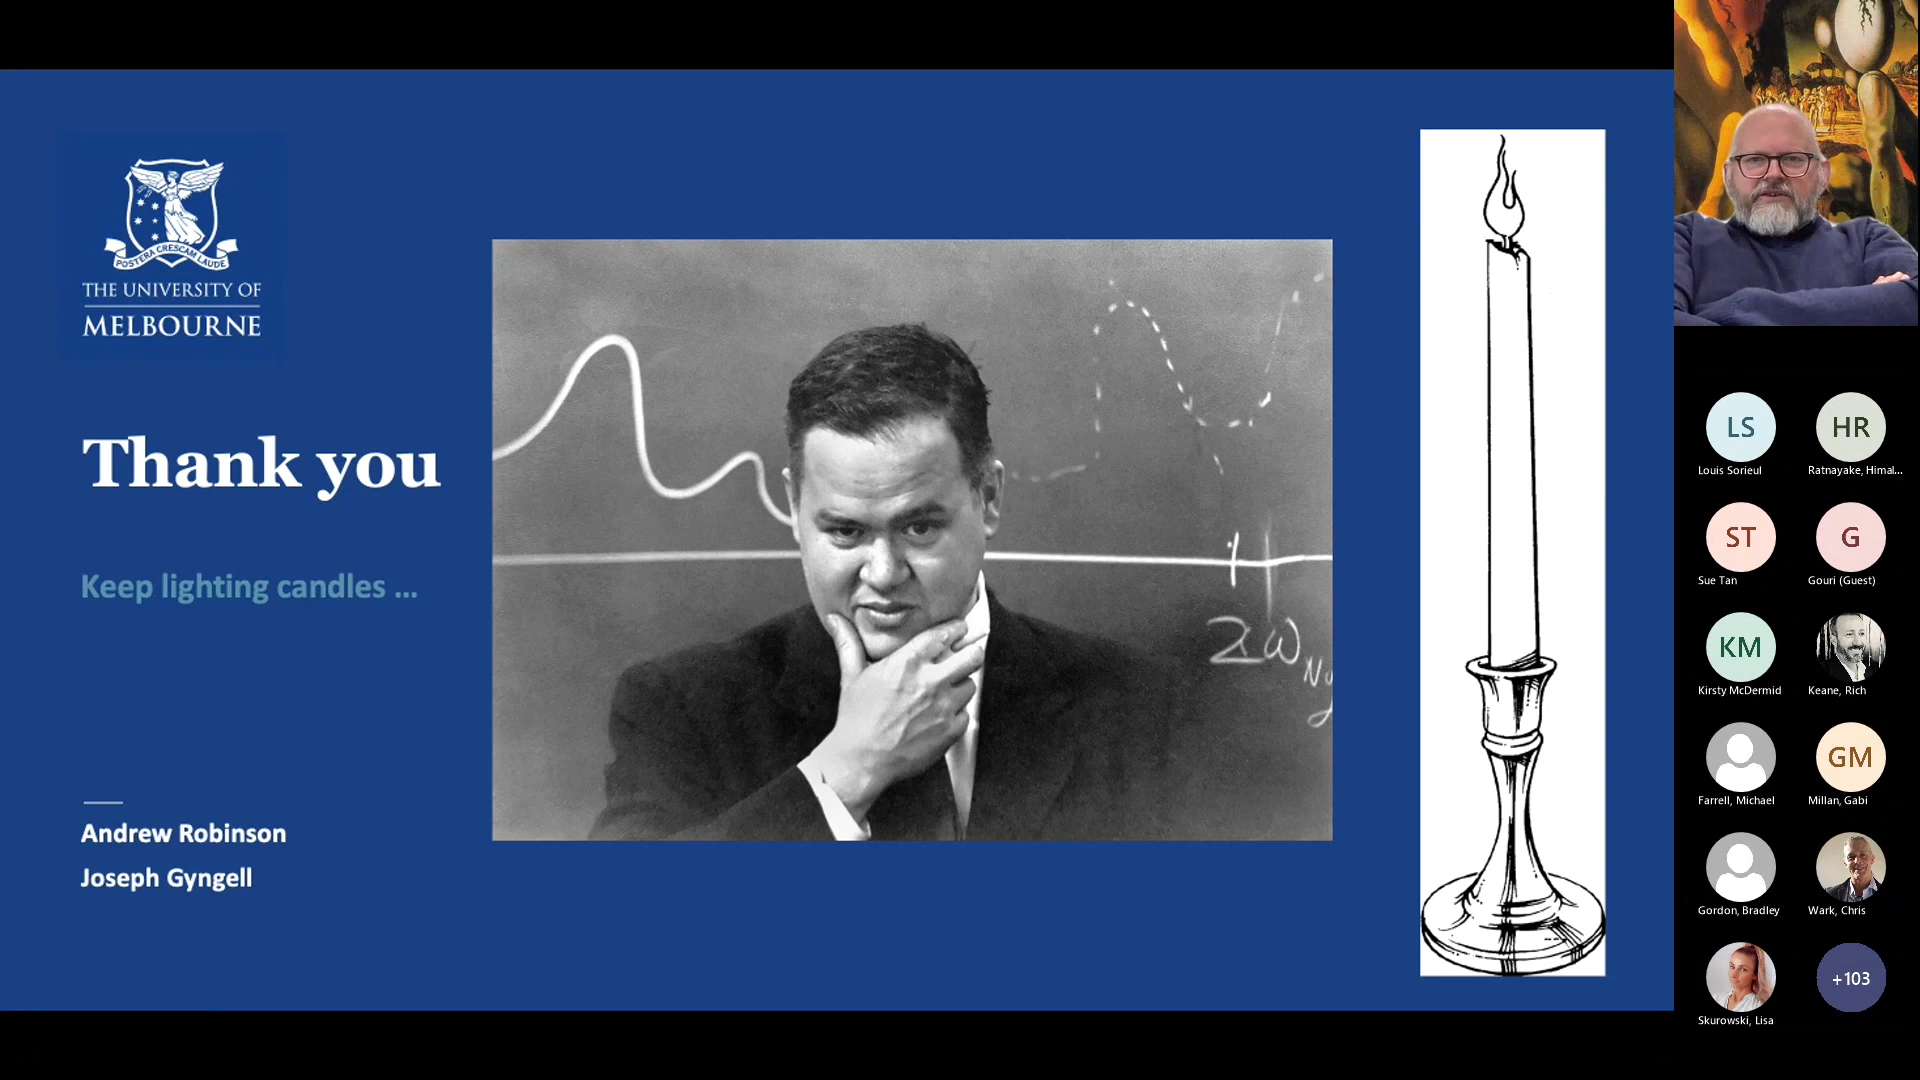 POSTERA CRESCAM LAUDE
THE UNIVERSITY OF
MELBOURNE
Thank you
Keep lighting candles ...
Andrew Robinson
Joseph Gyngell
LS
HR
Louis Sorieul
Ratnayake, Himal...
ST
G
Sue Tan
Gouri (Guest)
KM
Kirsty McDermid
Keane, Rich
GM
Farrell, Michael
Millan, Gabi
Gordon, Bradley
Wark, Chris
+103
Skurowski, Lisa